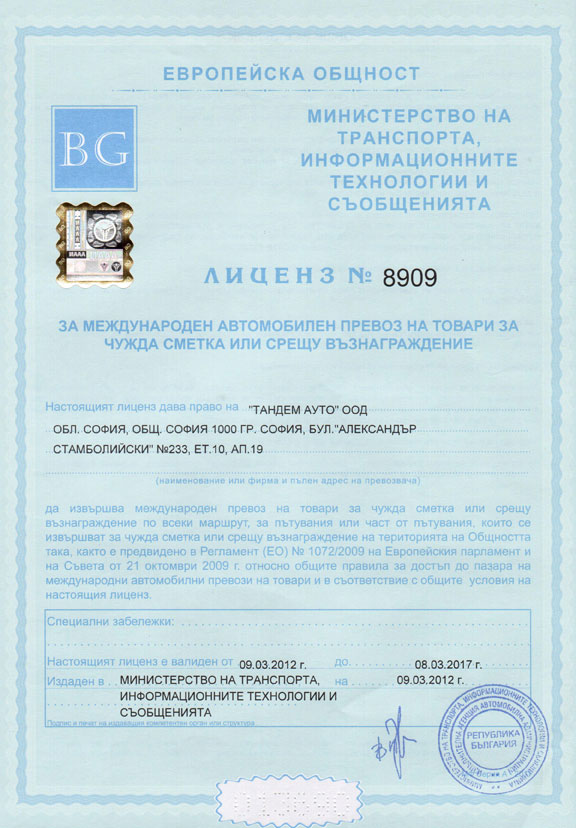 ЕВРОПЕЙСКА ОБЩНОСТ
BG
МИНИСТЕРСТВО НА
ТРАНСПОРТА,
ИНФОРМАЦИОННИТЕ
ТЕХНОЛОГИИ И
СЪОБЩЕНИЯТА
ИААА
ЛИЦЕНЗ № 8909
ЗА МЕЖДУНАРОДЕН АВТОМОБИЛЕН ПРЕВОЗ НА ТОВАРИ ЗА
ЧУЖДА СМЕТКА ИЛИ СРЕЩУ ВЪЗНАГРАЖДЕНИЕ
Настоящият лиценз дава право на "ТАНДЕМ АУТО" ООД
ОБЛ. СОФИЯ, ОБЩ. СОФИЯ 1000 ГР. СОФИЯ, БУЛ."АЛЕКСАНДЪР
СТАМБОЛИЙСКИ" №233, ЕТ.10, АП.19
(наименование или фирма и пълен адрес на превозвача)
да извършва международен превоз на товари за чужда сметка или срещу
възнаграждение по всеки маршрут, за пътувания или част от пътувания, които се
извършват за чужда сметка или срещу възнаграждение на територията на Общността
така, както е предвидено в Регламент (ЕО) № 1072/2009 на Европейския парламент и
на Съвета от 21 октомври 2009 г. относно общите правила за достъп до пазара на
международни автомобилни превози на товари и в съответствие с общите условия на
настоящия лиценз.
Специални забележки:
Настоящият лиценз е валиден от 09.03.2012 г. до. 08.03.2017 г.
Издаден в МИНИСТЕРСТВО НА ТРАНСПОРТА, на 09.03.2012 г.
ИНФОРМАЦИОННИТЕ ТЕХНОЛОГИИ И
СЪОБЩЕНИЯТА
Подпис и печат на издаващия компетентен орган или структура
РЕПУБЛИКА
БЪЛГАРИЯ